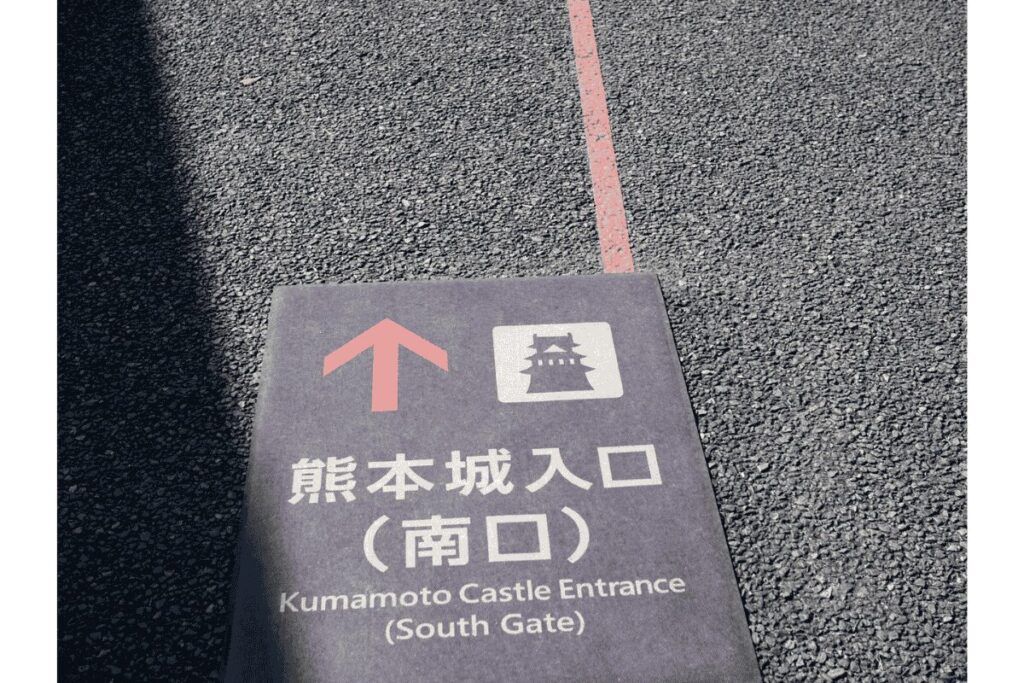 熊本城入口
（南口）
Kumamoto Castle Entrance
(South Gate)